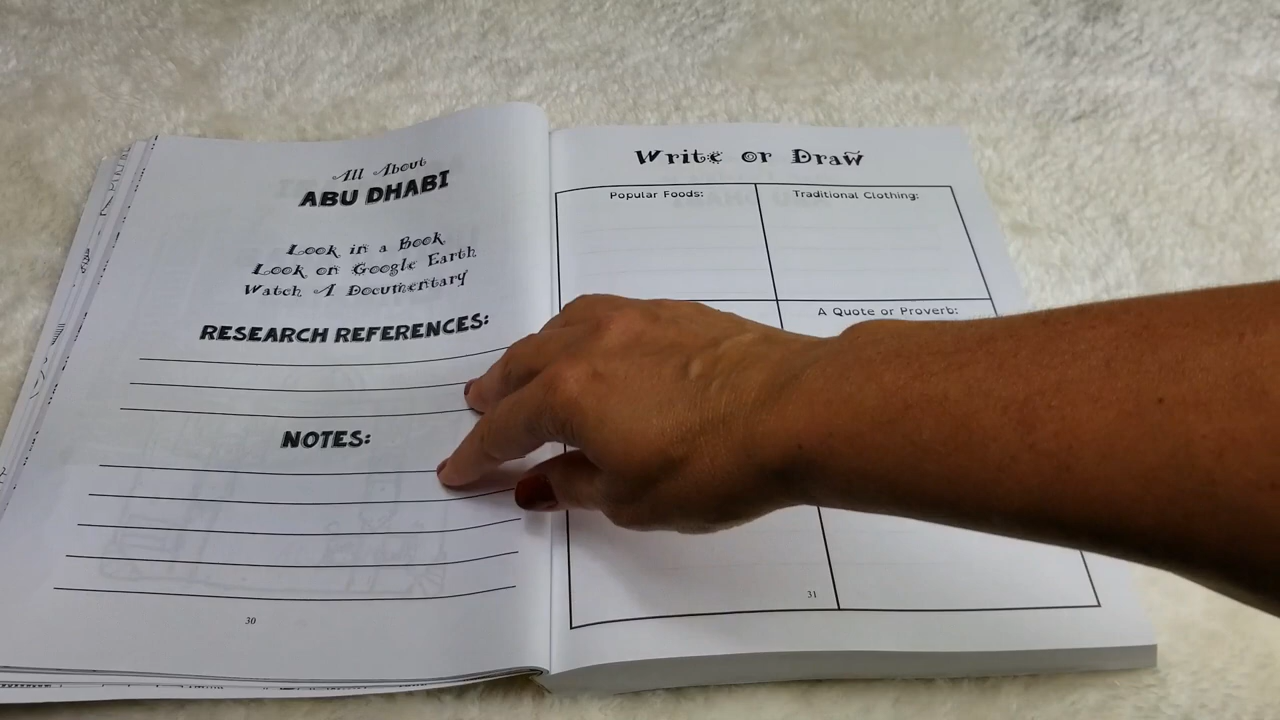 All About
ABU DHABI
Look in a Book
Look on Google Earth
Watch A Documentary
RESEARCH REFERENCES:
NOTES:
30
Write or Draw
Popular Foods:
Traditional Clothing:
A Quote or Proverb:
31